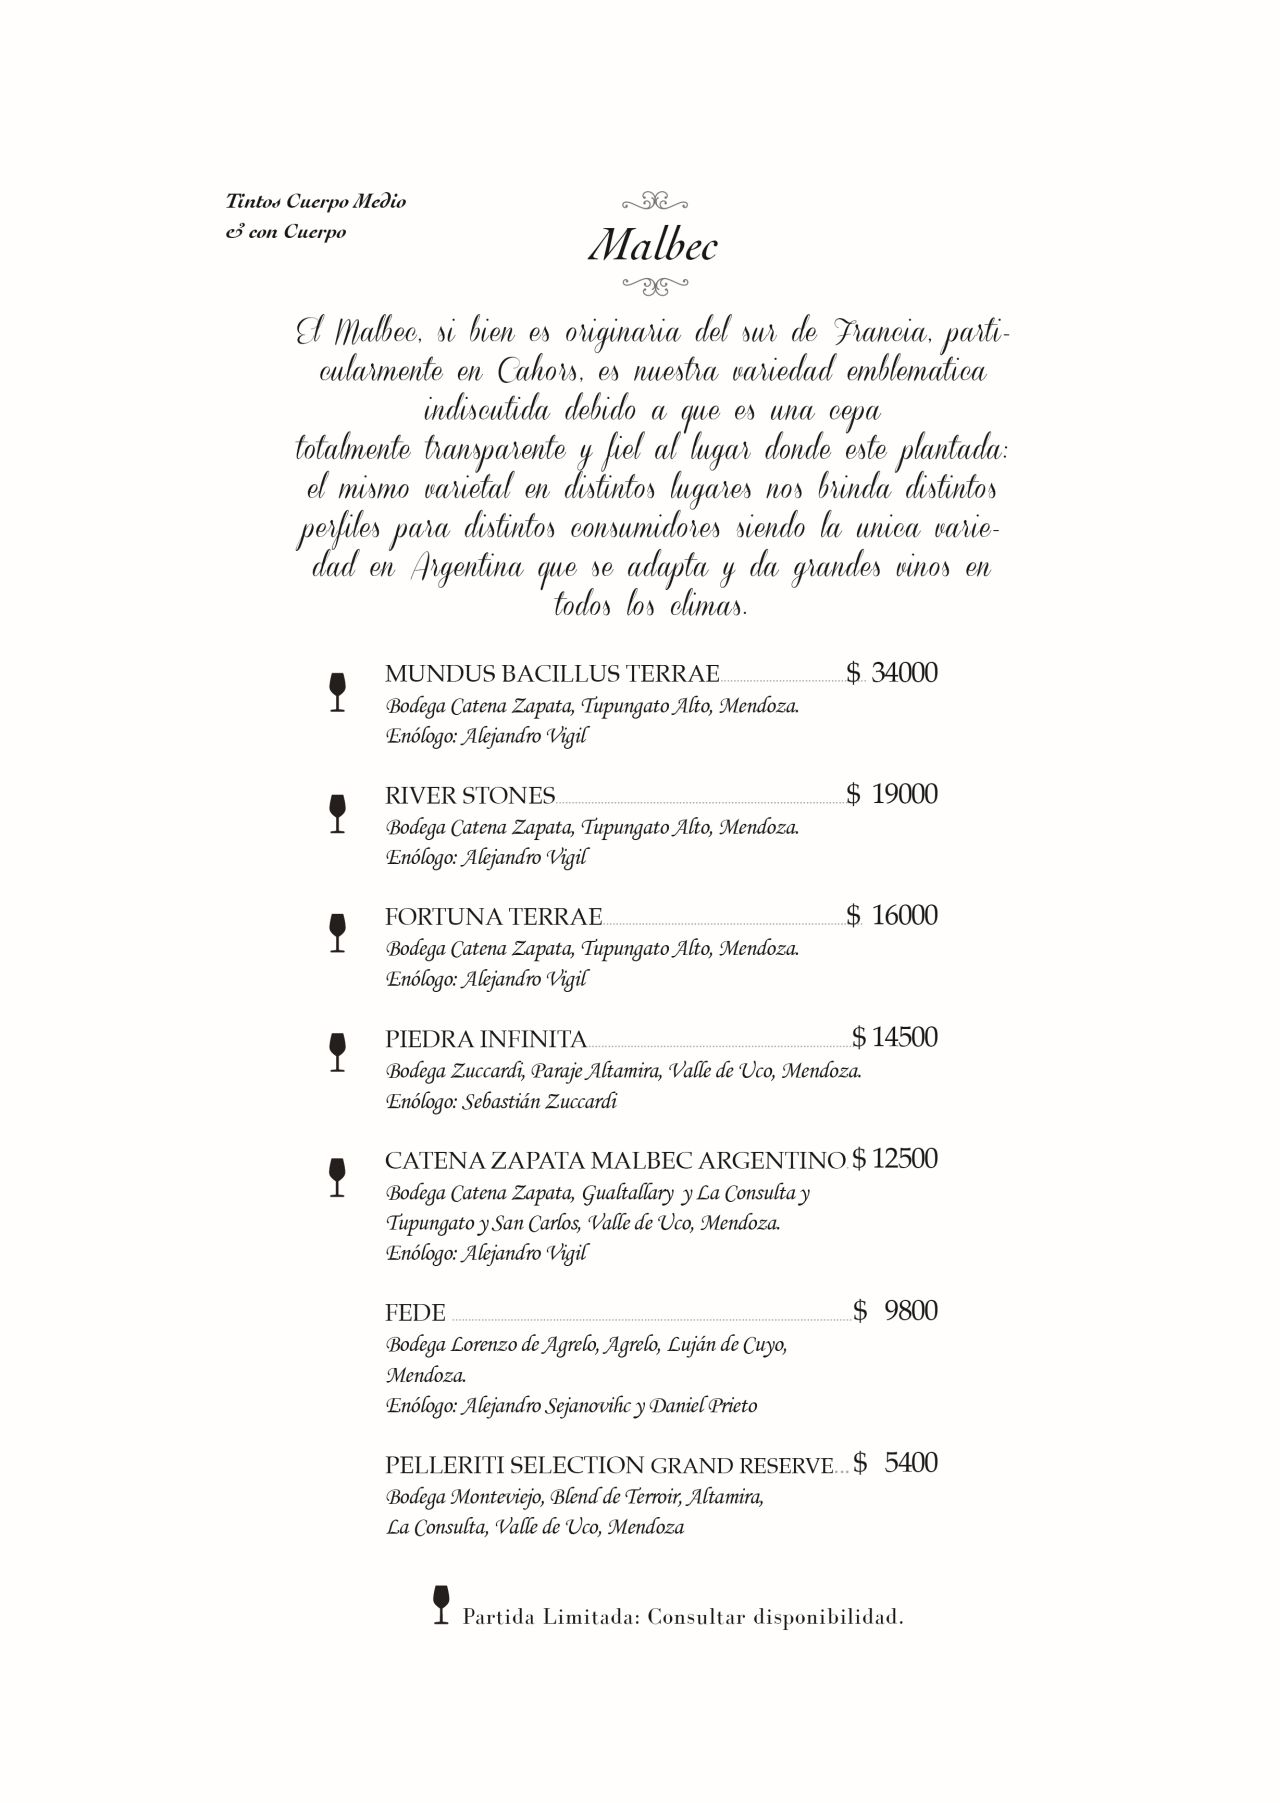 Tintos Cuerpo Medio
& con Cuerpo
Malbec
El Malbec, si bien es originaria del sur de Francia, parti-
cularmente en Cahors, es nuestra variedad emblematica
indiscutida debido a que es una cepa
totalmente transparente y fiel al lugar donde este plantada:
el mismo varietal en distintos lugares nos brinda distintos
perfiles para distintos consumidores siendo la unica varie-
dad en Argentina que se adapta y da grandes vinos en
todos los climas.
MUNDUS BACILLUS TERRAE $ 34000
Bodega Catena Zapata, Tupungato Alto, Mendoza.
Enólogo: Alejandro Vigil
RIVER STONES $ 19000
Bodega Catena Zapata, Tupungato Alto, Mendoza.
Enólogo: Alejandro Vigil
FORTUNA TERRAE $ 16000
Bodega Catena Zapata, Tupungato Alto, Mendoza.
Enólogo: Alejandro Vigil
PIEDRA INFINITA $ 14500
Bodega Zuccardi, Paraje Altamira, Valle de Uco, Mendoza.
Enólogo: Sebastián Zuccardi
CATENA ZAPATA MALBEC ARGENTINO $ 12500
Bodega Catena Zapata, Gualtallary y La Consulta y
Tupungato y San Carlos, Valle de Uco, Mendoza.
Enólogo: Alejandro Vigil
FEDE $ 9800
Bodega Lorenzo de Agrelo, Agrelo, Luján de Cuyo,
Mendoza.
Enólogo: Alejandro Sejanovihc y Daniel Prieto
PELLERITI SELECTION GRAND RESERVE... $ 5400
Bodega Monteviejo, Blend de Terroir, Altamira,
La Consulta, Valle de Uco, Mendoza
Partida Limitada: Consultar disponibilidad.